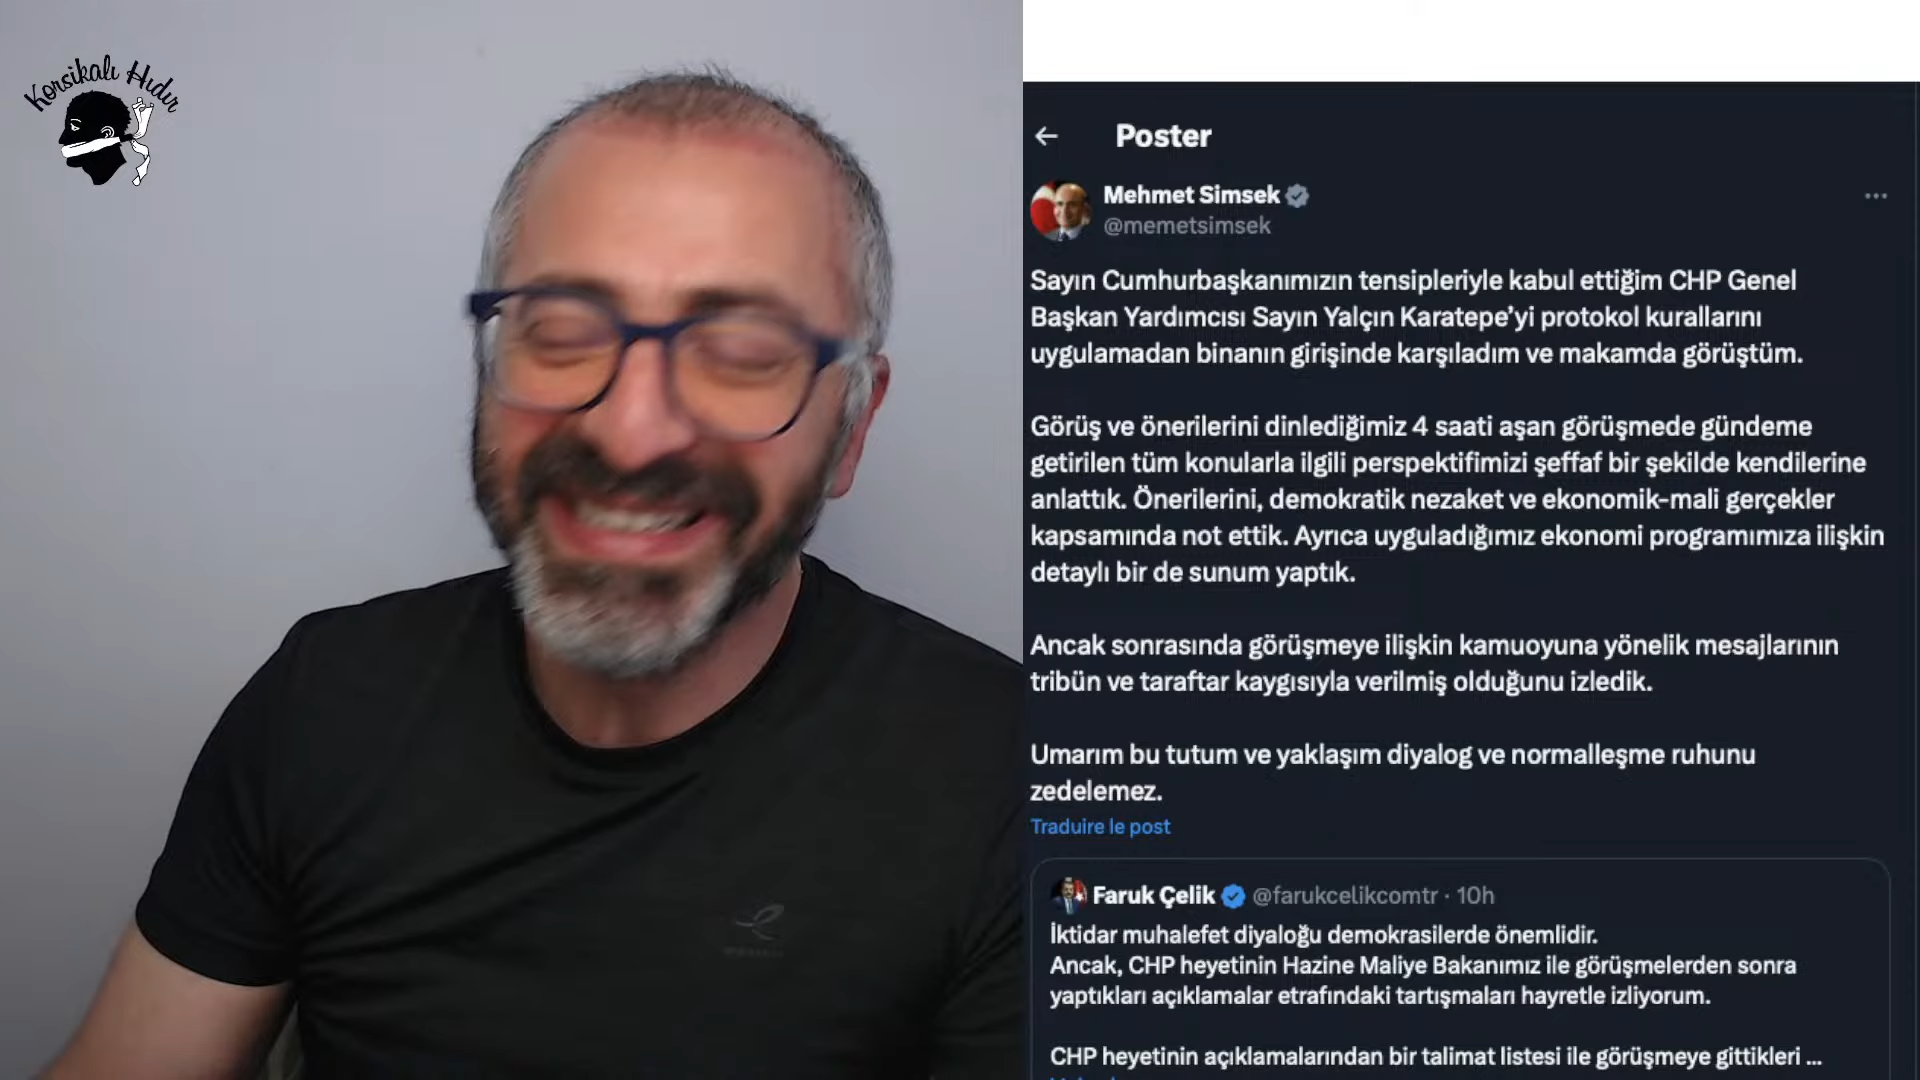 Korsikalı Hıdır
Poster
Mehmet Simsek
@memetsimsek
Sayın Cumhurbaşkanımızın tensipleriyle kabul ettiğim CHP Genel
Başkan Yardımcısı Sayın Yalçın Karatepe’yi protokol kurallarını
uygulamadan binanın girişinde karşıladım ve makamda görüştüm.
Görüş ve önerilerini dinlediğimiz 4 saati aşan görüşmede gündeme
getirilen tüm konularla ilgili perspektifimizi şeffaf bir şekilde kendilerine
anlattık. Önerilerini, demokratik nezaket ve ekonomik-mali gerçekler
kapsamında not ettik. Ayrıca uyguladığımız ekonomi programımıza ilişkin
detaylı bir de sunum yaptık.
Ancak sonrasında görüşmeye ilişkin kamuoyuna yönelik mesajlarının
tribün ve taraftar kaygısıyla verilmiş olduğunu izledik.
Umarım bu tutum ve yaklaşım diyalog ve normalleşme ruhunu
zedelemez.
Traduire le post
Faruk Çelik @farukcelikcomtr · 10h
İktidar muhalefet diyaloğu demokrasilerde önemlidir.
Ancak, CHP heyetinin Hazine Maliye Bakanımız ile görüşmelerden sonra
yaptıkları açıklamalar etrafındaki tartışmaları hayretle izliyorum.
CHP heyetinin açıklamalarından bir talimat listesi ile görüşmeye gittikleri ...